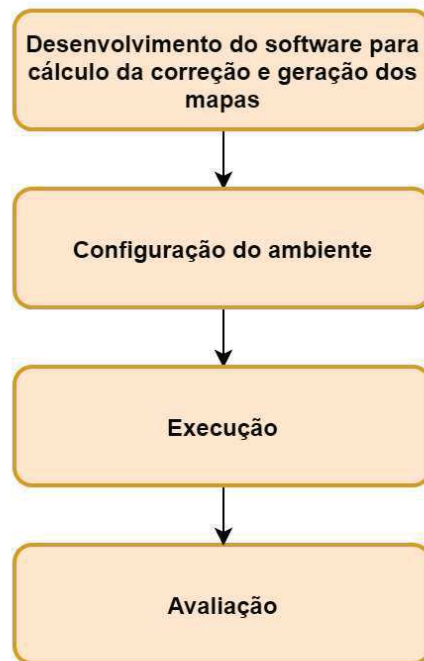 Desenvolvimento do software para
cálculo da correção e geração dos
mapas
Configuração do ambiente
Execução
Avaliação